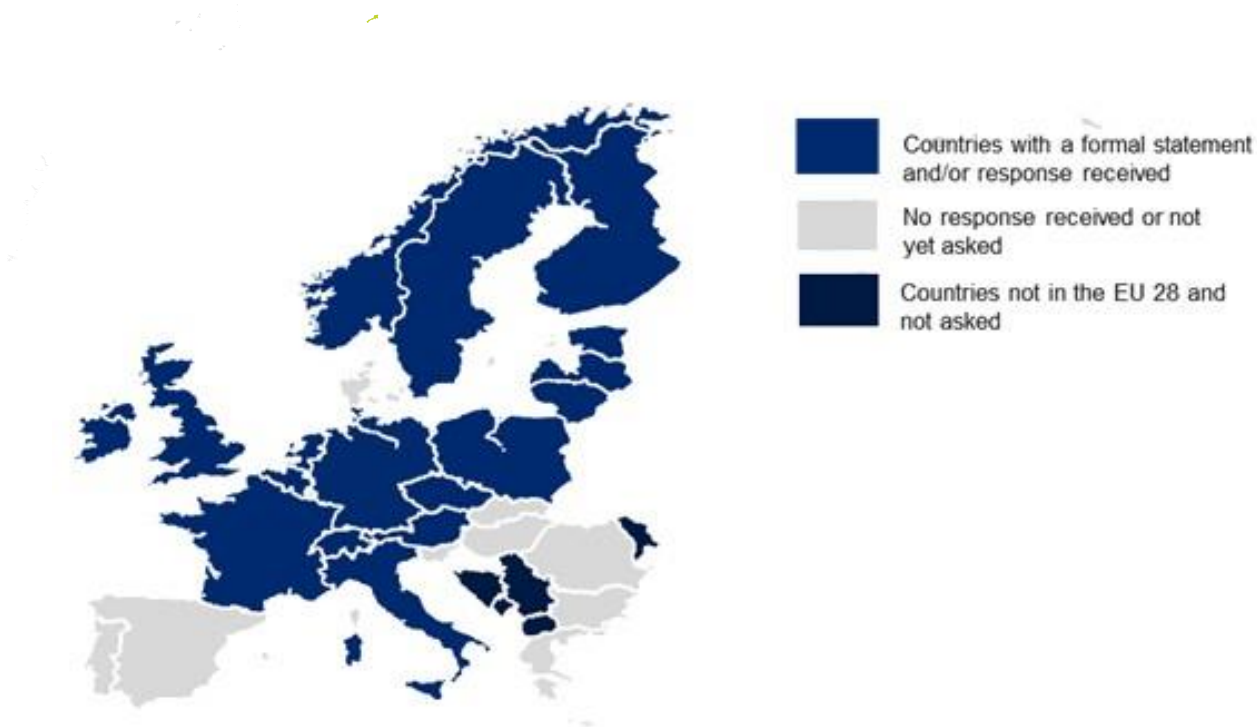 Countries with a formal statement
and/or response received
No response received or not
yet asked
Countries not in the EU 28 and
not asked